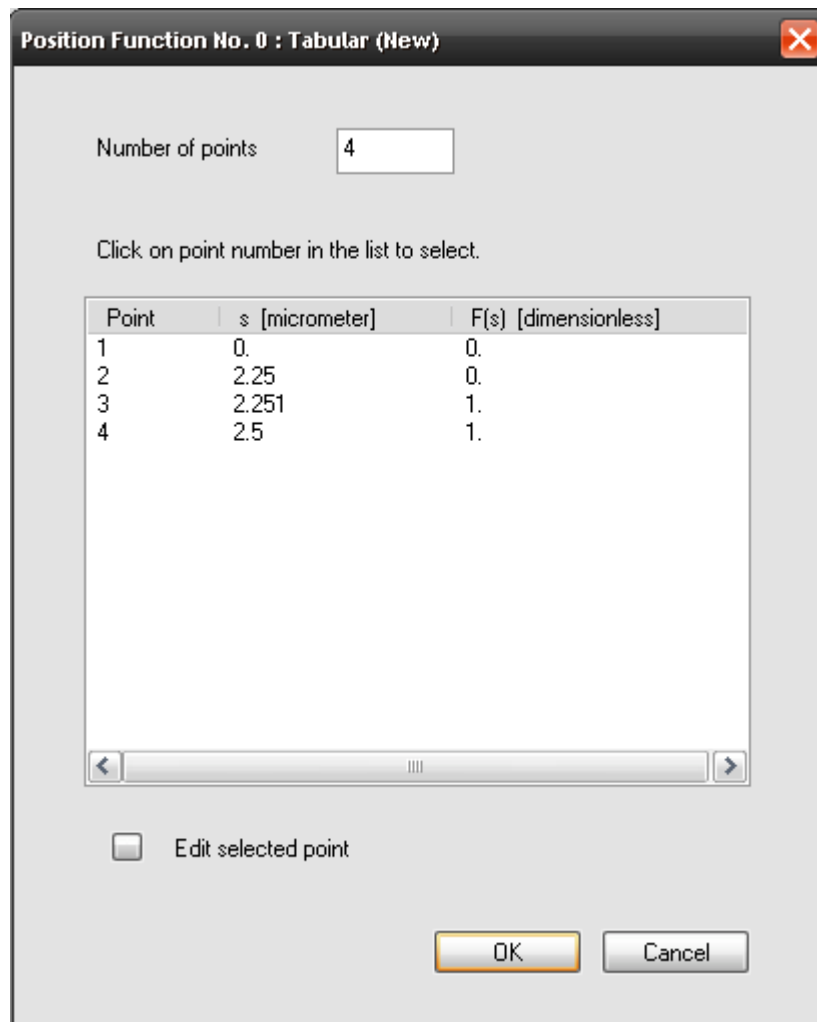 Position Function No. 0 : Tabular (New)
Number of points 4
Click on point number in the list to select.
Point s [micrometer] F(s) [dimensionless]
1 0. 0.
2 2.25 0.
3 2.251 1.
4 2.5 1.
Edit selected point
OK Cancel